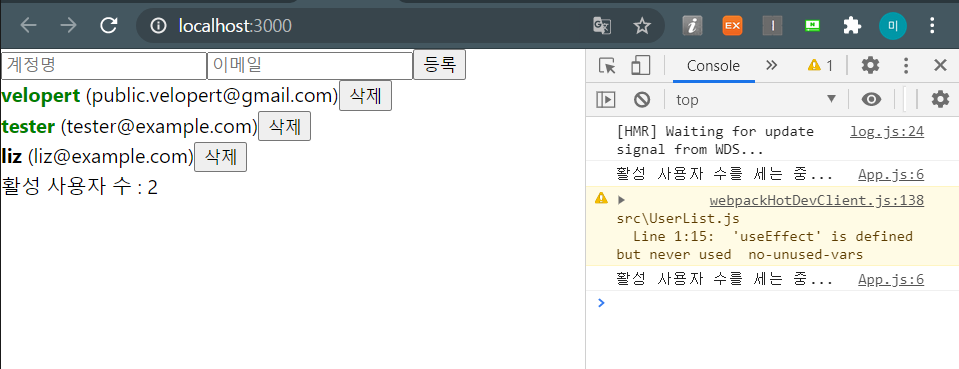 localhost:3000
EX
미
계정명 이메일 등록
velopert (public.velopert@gmail.com) 삭제
tester (tester@example.com) 삭제
liz (liz@example.com) 삭제
활성 사용자 수 : 2
Console » 1
top
[HMR] Waiting for update log.js:24
signal from WDS...
활성 사용자 수를 세는 중... App.js:6
webpackHotDevClient.js:138
src\UserList.js
Line 1:15: 'useEffect' is defined
but never used no-unused-vars
활성 사용자 수를 세는 중... App.js:6